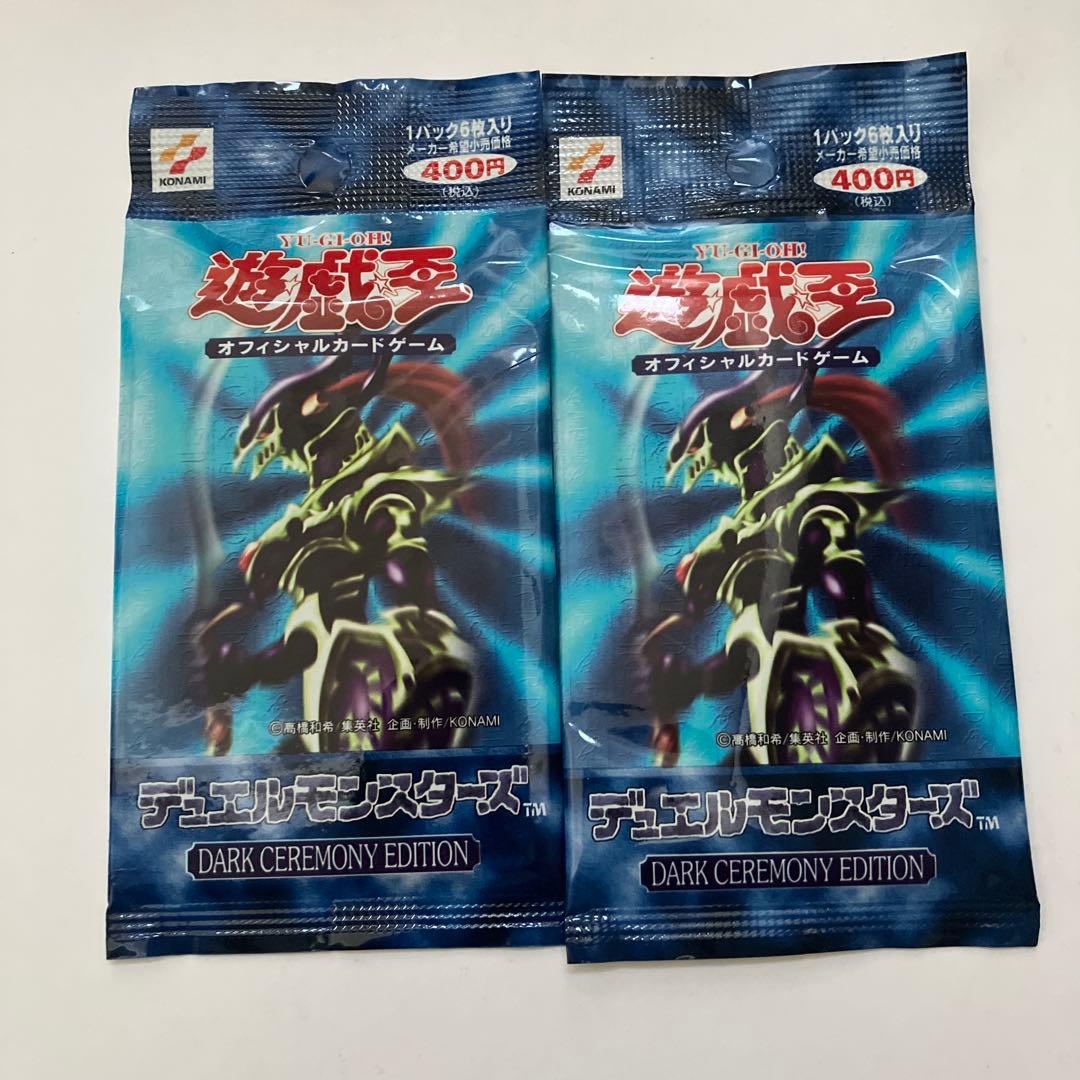 KONAMI
1パック6枚入り
メーカー希望小売価格
400円
(税込)
YU-GI-OH!
遊☆戯☆王
オフィシャルカードゲーム
©高橋和希/集英社 企画・制作/KONAMI
デュエルモンスターズTM
DARK CEREMONY EDITION
KONAMI
1パック6枚入り
メーカー希望小売価格
400円
(税込)
YU-GI-OH!
遊☆戯☆王
オフィシャルカードゲーム
©高橋和希/集英社 企画・制作/KONAMI
デュエルモンスターズTM
DARK CEREMONY EDITION